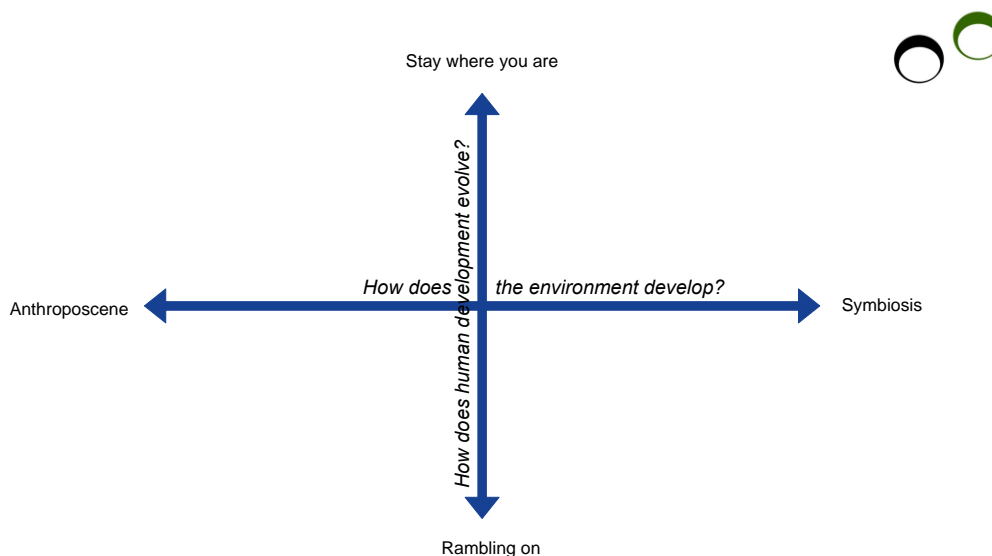 Stay where you are
How does human development evolve?
How does the environment develop?
Anthroposcene
Symbiosis
Rambling on